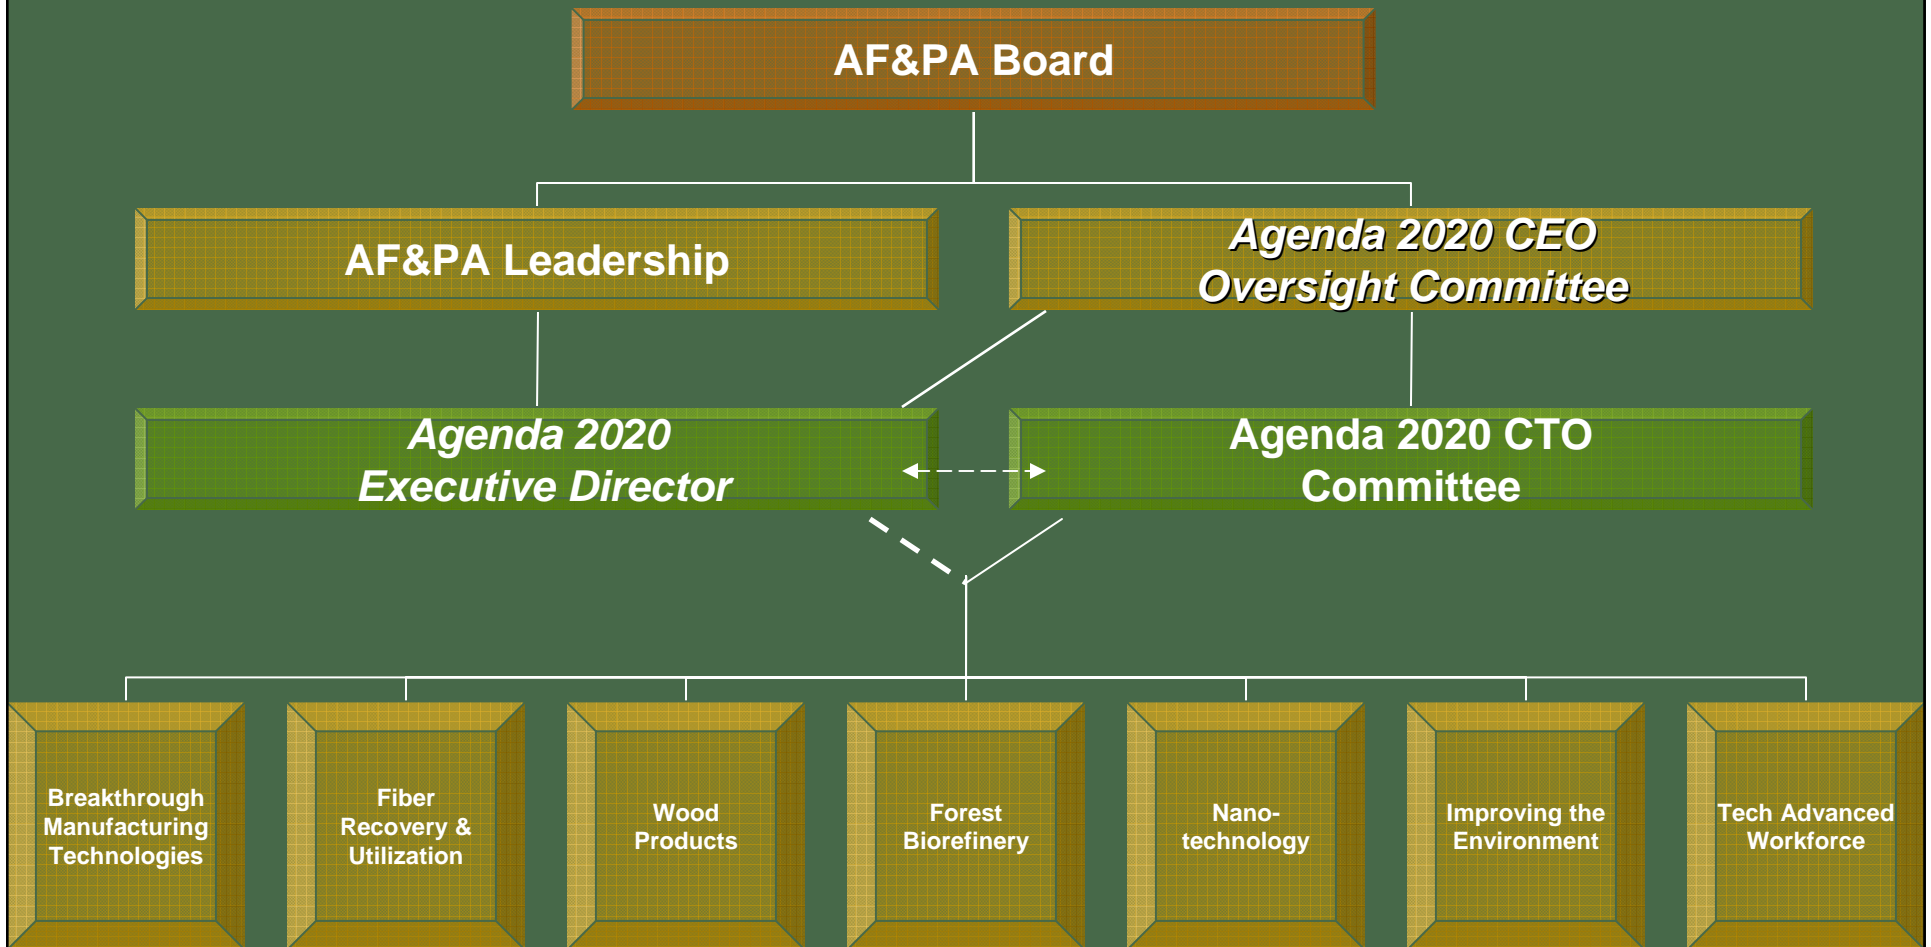 AF&PA Board
AF&PA Leadership
Agenda 2020 CEO
Oversight Committee
Agenda 2020
Executive Director
Agenda 2020 CTO
Committee
Breakthrough
Manufacturing
Technologies
Fiber
Recovery &
Utilization
Wood
Products
Forest
Biorefinery
Nano-
technology
Improving the
Environment
Tech Advanced
Workforce